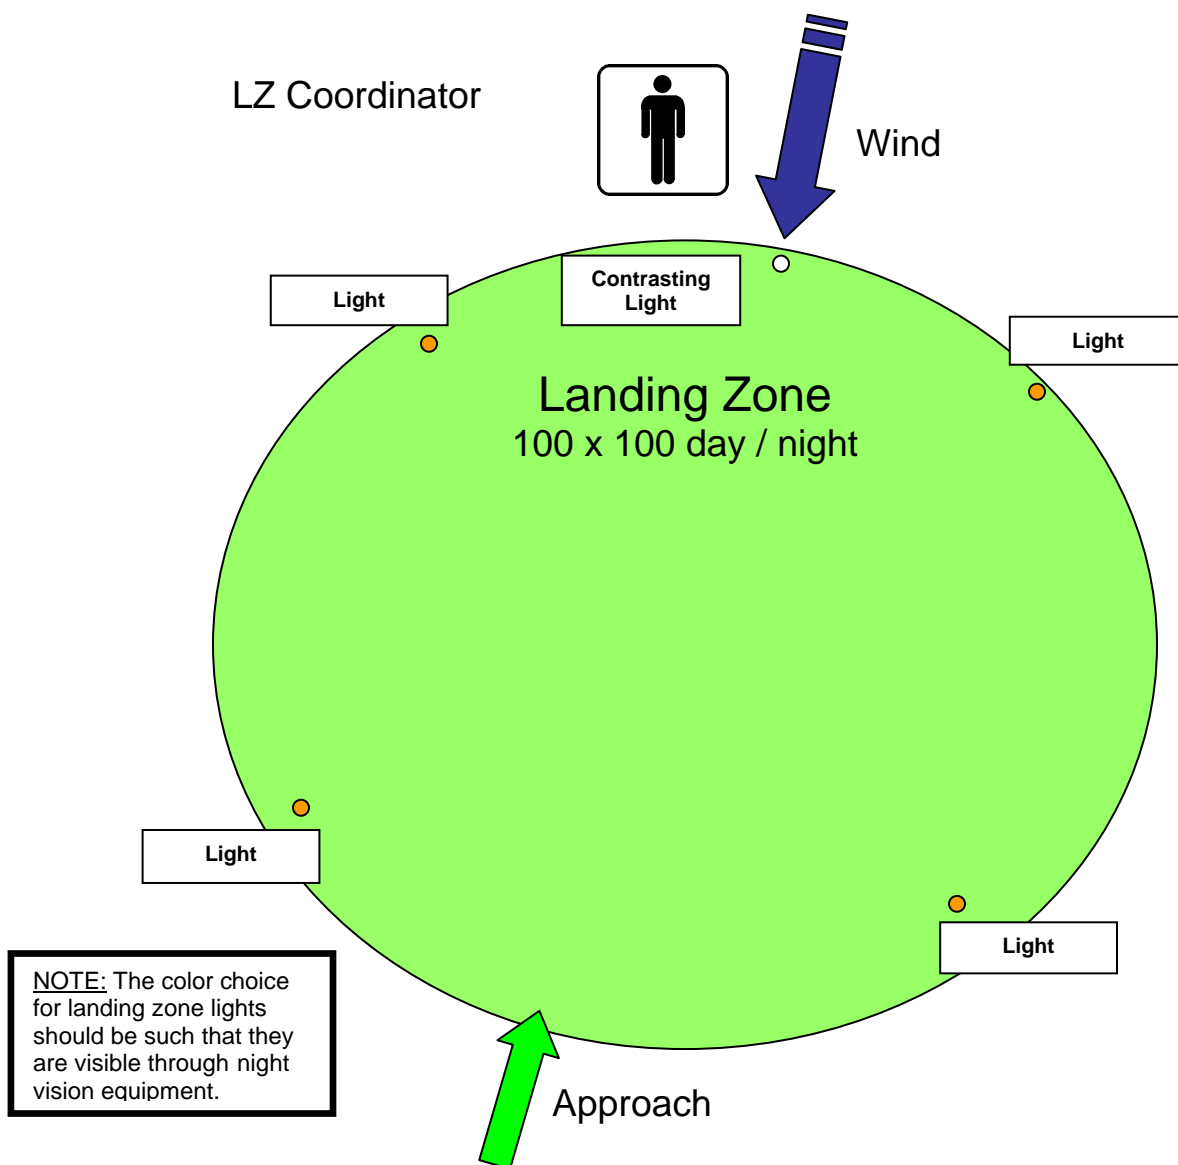 LZ Coordinator
Wind
Contrasting
Light
Light
Light
Landing Zone
100 x 100 day / night
Light
Light
NOTE: The color choice
for landing zone lights
should be such that they
are visible through night
vision equipment.
Approach